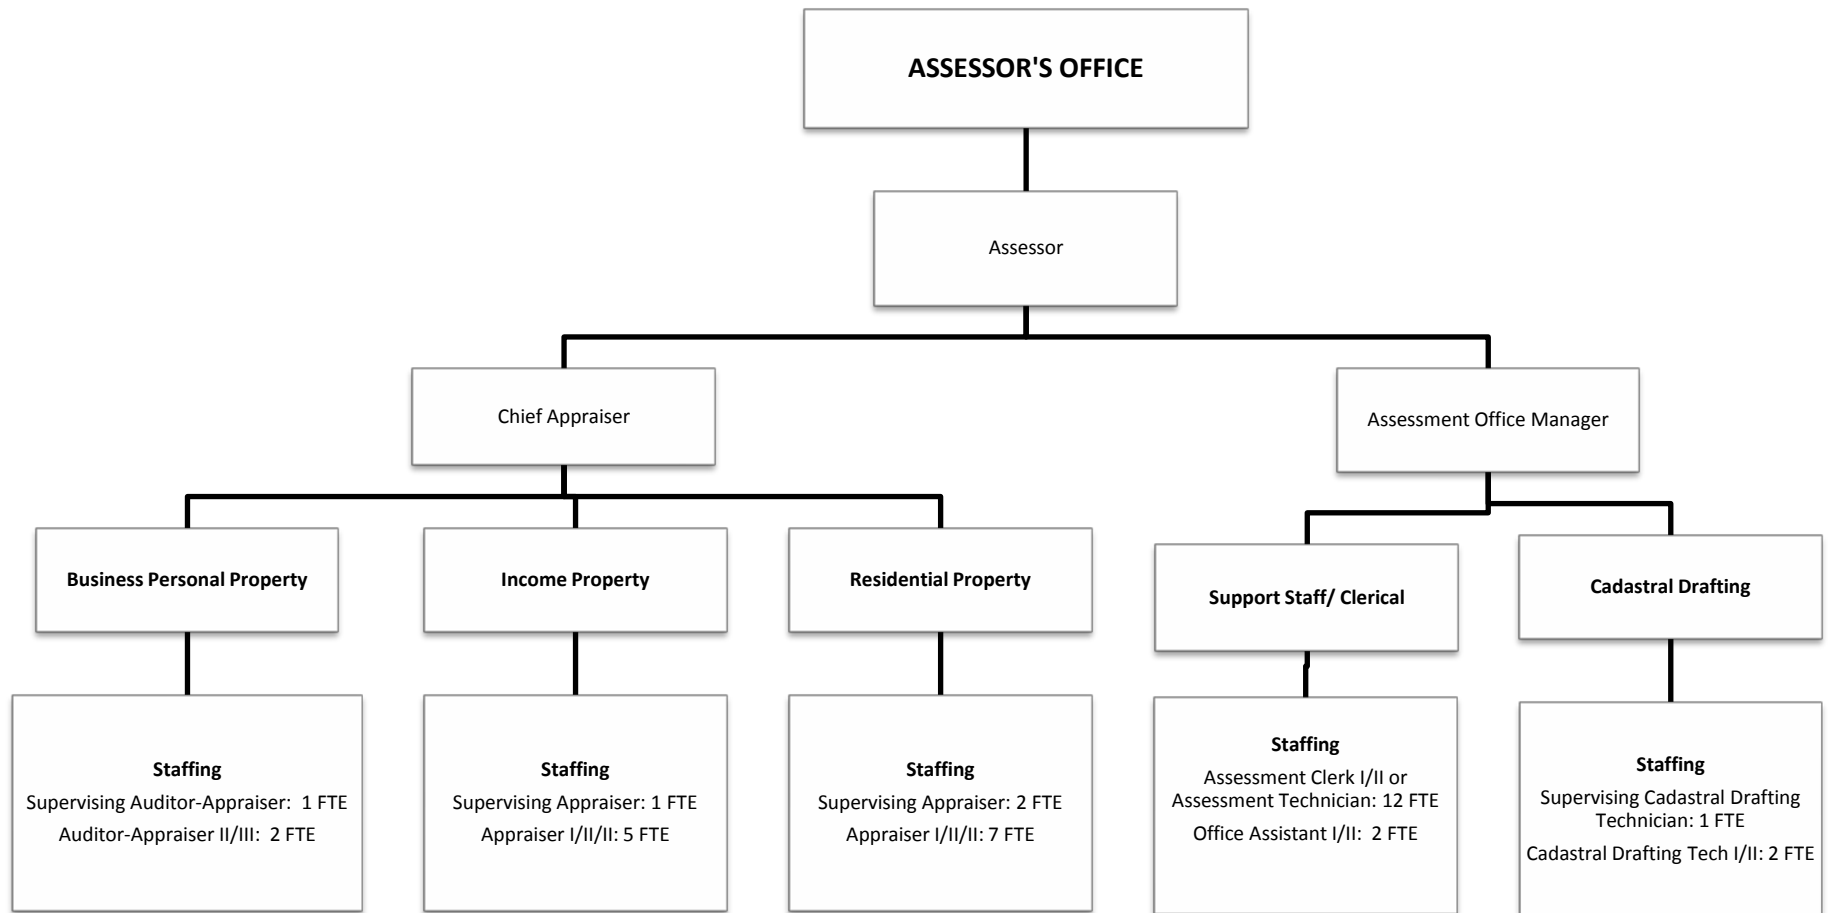 ASSESSOR'S OFFICE
Assessor
Chief Appraiser
Assessment Office Manager
Business Personal Property
Income Property
Residential Property
Support Staff/ Clerical
Cadastral Drafting
Staffing
Supervising Auditor-Appraiser:  1 FTE
Auditor-Appraiser II/III:  2 FTE
Staffing
Supervising Appraiser: 1 FTE
Appraiser I/II/II: 5 FTE
Staffing
Supervising Appraiser: 2 FTE
Appraiser I/II/II: 7 FTE
Staffing
Assessment Clerk I/II or
Assessment Technician: 12 FTE
Office Assistant I/II:  2 FTE
Staffing
Supervising Cadastral Drafting
Technician: 1 FTE
Cadastral Drafting Tech I/II: 2 FTE